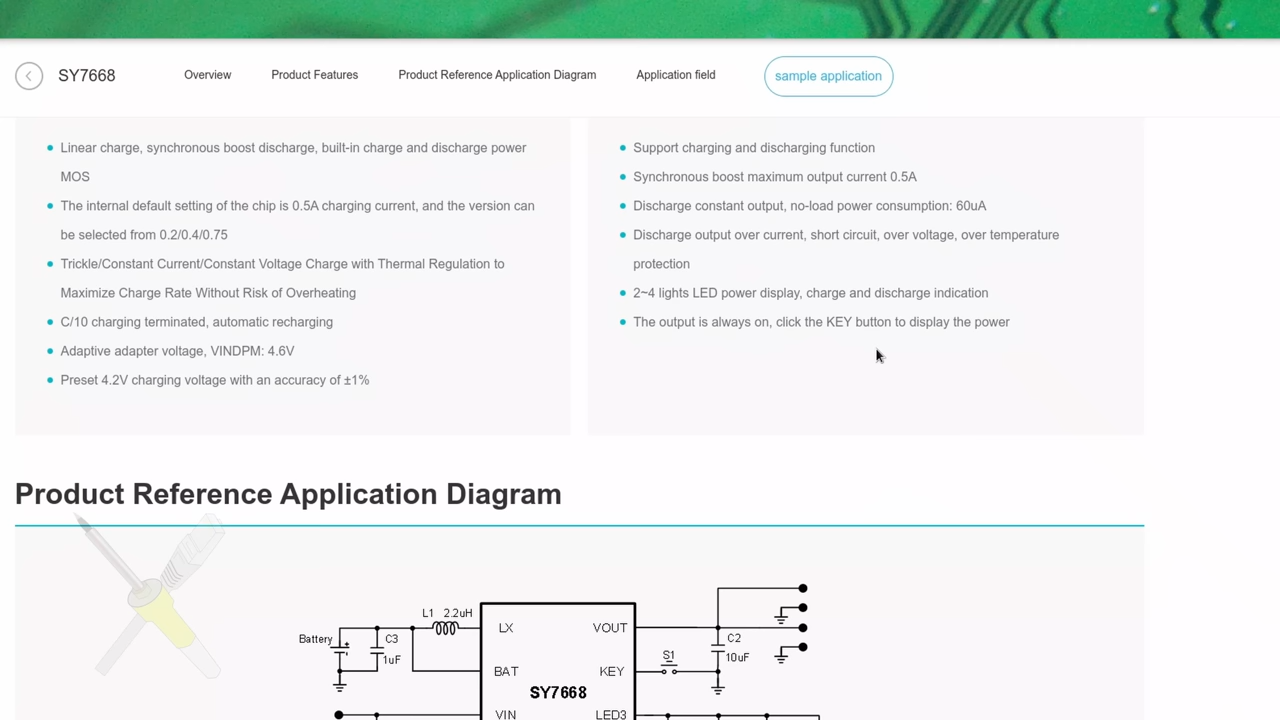 SY7668
Overview
Product Features
Product Reference Application Diagram
Application field
sample application
Linear charge, synchronous boost discharge, built-in charge and discharge power
MOS
The internal default setting of the chip is 0.5A charging current, and the version can
be selected from 0.2/0.4/0.75
Trickle/Constant Current/Constant Voltage Charge with Thermal Regulation to
Maximize Charge Rate Without Risk of Overheating
C/10 charging terminated, automatic recharging
Adaptive adapter voltage, VINDPM: 4.6V
Preset 4.2V charging voltage with an accuracy of ±1%
Support charging and discharging function
Synchronous boost maximum output current 0.5A
Discharge constant output, no-load power consumption: 60uA
Discharge output over current, short circuit, over voltage, over temperature
protection
2~4 lights LED power display, charge and discharge indication
The output is always on, click the KEY button to display the power
Product Reference Application Diagram
L1 2.2uH
LX
VOUT
Battery
C3
1uF
C2
10uF
S1
BAT
KEY
SY7668
VIN
LED3